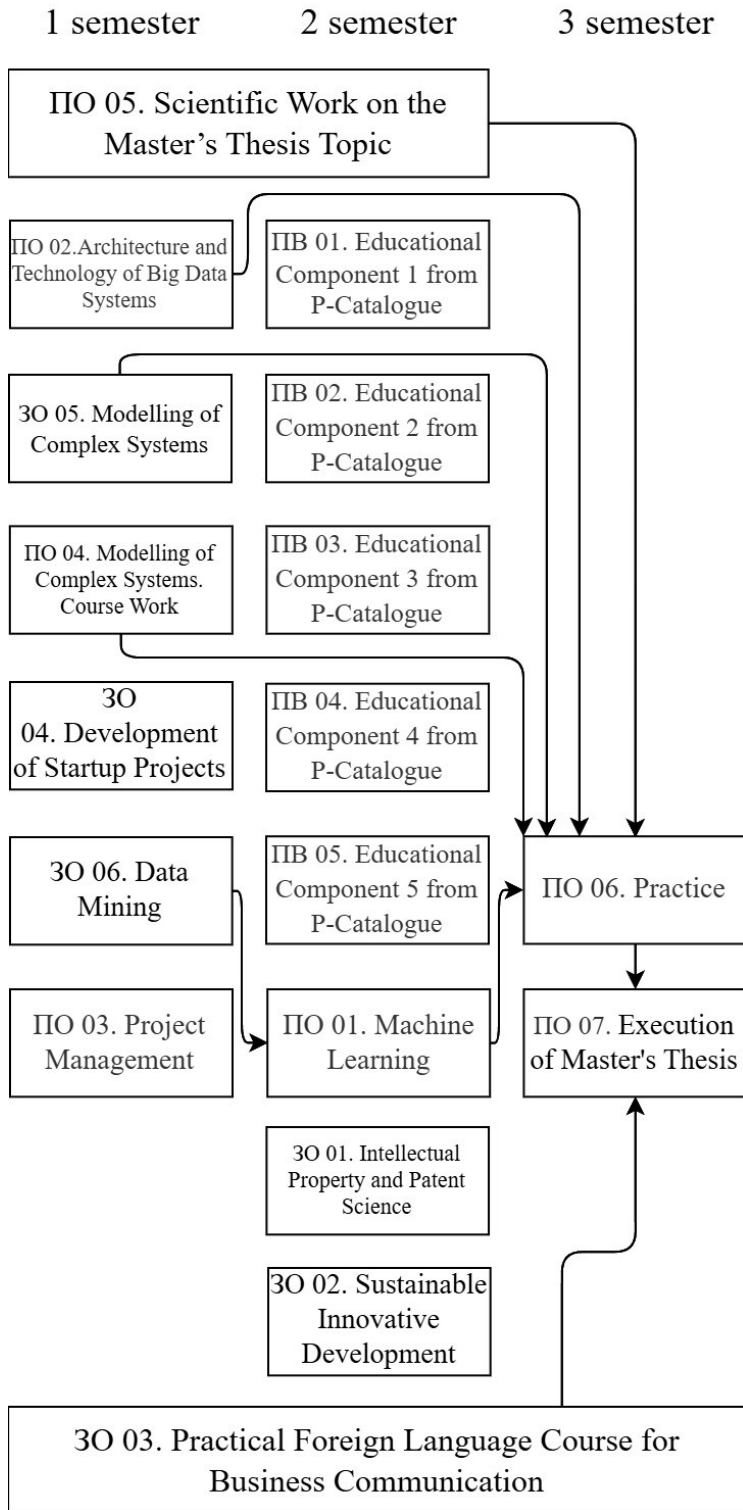 1 semester 2 semester 3 semester
ПО 05. Scientific Work on the
Master’s Thesis Topic
ПО 02.Architecture and
Technology of Big Data
Systems
ПВ 01. Educational
Component 1 from
P-Catalogue
ЗО 05. Modelling of
Complex Systems
ПВ 02. Educational
Component 2 from
P-Catalogue
ПО 04. Modelling of
Complex Systems.
Course Work
ПВ 03. Educational
Component 3 from
P-Catalogue
ЗО
04. Development
of Startup Projects
ПВ 04. Educational
Component 4 from
P-Catalogue
ЗО 06. Data
Mining
ПВ 05. Educational
Component 5 from
P-Catalogue
ПО 06. Practice
ПО 03. Project
Management
ПО 01. Machine
Learning
ПО 07. Execution
of Master's Thesis
ЗО 01. Intellectual
Property and Patent
Science
ЗО 02. Sustainable
Innovative
Development
ЗО 03. Practical Foreign Language Course for
Business Communication